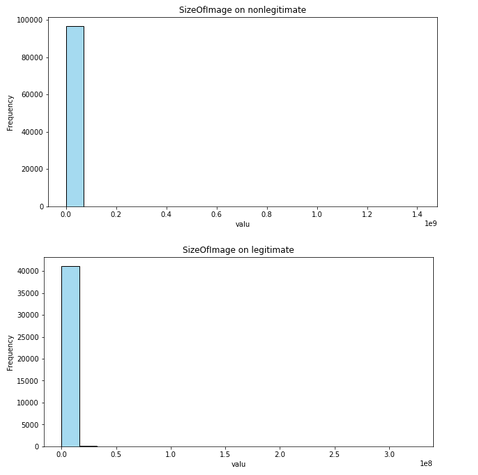 SizeOfImage on nonlegitimate
100000
80000
60000
40000
20000
0
Frequency
0.0 0.2 0.4 0.6 0.8 1.0 1.2 1.4
1e9
valu
SizeOfImage on legitimate
40000
35000
30000
25000
20000
15000
10000
5000
0
Frequency
0.0 0.5 1.0 1.5 2.0 2.5 3.0
1e8
valu